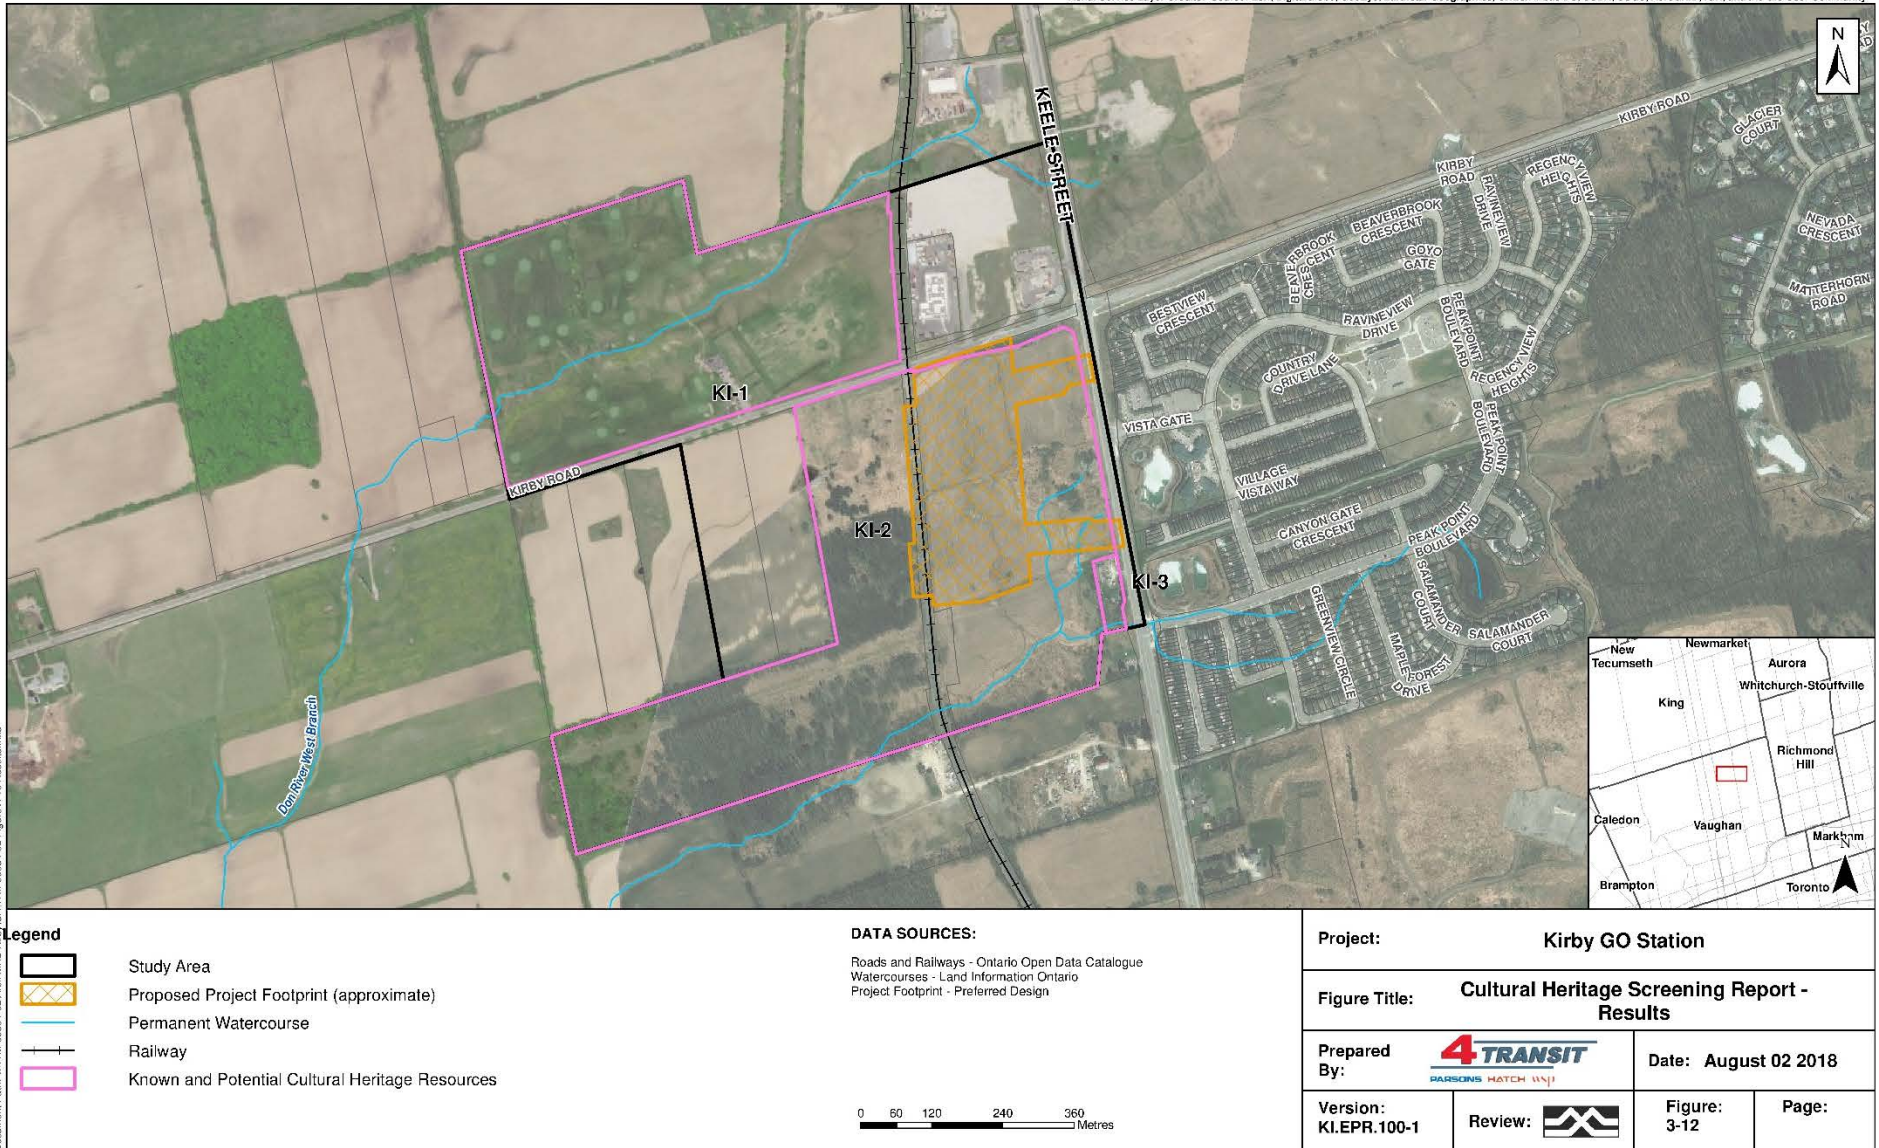 N
KEELE STREET
KIRBY ROAD
GLACIER
COURT
KIRBY
ROAD
REGENCY VIEW
HEIGHTS
RAVINEVIEW
DRIVE
BEAVERBROOK
CRESCENT
BEAVERBROOK
CRESCENT
GOYO
GATE
NEVADA
CRESCENT
MATTERHORN
ROAD
BESTVIEW
CRESCENT
RAVINEVIEW
DRIVE
PEAK POINT
BOULEVARD
COUNTRY
DRIVE LANE
REGENCY VIEW
HEIGHTS
KI-1
VISTA GATE
PEAK POINT
BOULEVARD
KIRBY ROAD
VILLAGE
VISTA WAY
KI-2
CANYON GATE
CRESCENT
PEAK POINT
BOULEVARD
KI-3
SALAMANDER
COURT
SALAMANDER
COURT
GREENVIEW CIRCLE
MAPLE FOREST
DRIVE
Don River West Branch
New
Tecumseth
Newmarket
Aurora
Whitchurch-Stouffville
King
Richmond
Hill
Caledon
Vaughan
Markham
N
Brampton
Toronto
Legend
Study Area
Proposed Project Footprint (approximate)
Permanent Watercourse
Railway
Known and Potential Cultural Heritage Resources
DATA SOURCES:
Roads and Railways - Ontario Open Data Catalogue
Watercourses - Land Information Ontario
Project Footprint - Preferred Design
0 60 120 240 360
Metres
Project: Kirby GO Station
Figure Title: Cultural Heritage Screening Report -
Results
Prepared
By:
4TRANSIT
PARSONS HATCH wsp
Date: August 02 2018
Version:
KI.EPR.100-1
Review:
Figure:
3-12
Page: